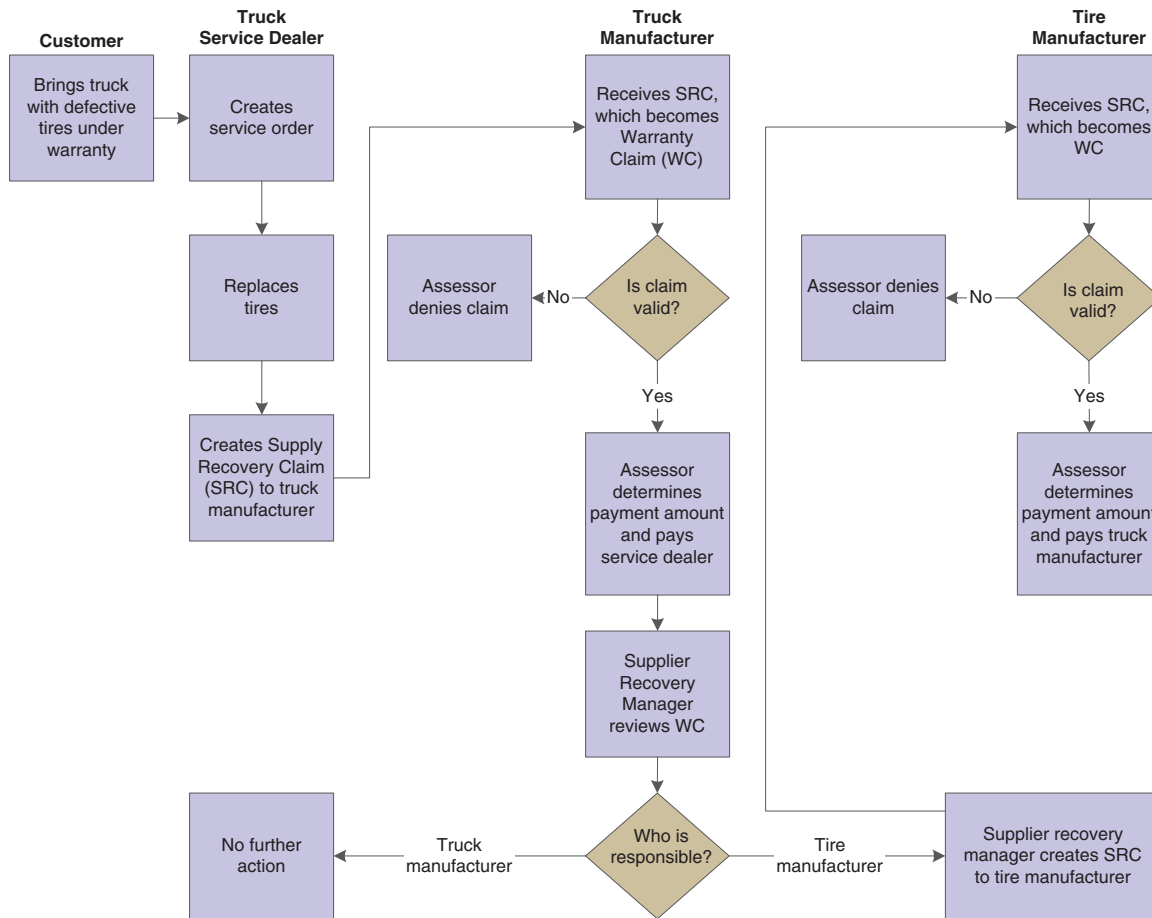 Customer
Truck
Service Dealer
Truck
Manufacturer
Tire
Manufacturer
Brings truck
with defective
tires under
warranty
Creates
service order
Receives SRC,
which becomes
Warranty
Claim (WC)
Receives SRC,
which becomes
WC
Replaces
tires
Assessor
denies claim
No
Is claim
valid?
Assessor denies
claim
No
Is claim
valid?
Yes
Yes
Creates Supply
Recovery Claim
(SRC) to truck
manufacturer
Assessor
determines
payment amount
and pays
service dealer
Assessor
determines
payment amount
and pays truck
manufacturer
Supplier
Recovery
Manager
reviews WC
No further
action
Truck
manufacturer
Who is
responsible?
Tire
manufacturer
Supplier recovery
manager creates SRC
to tire manufacturer